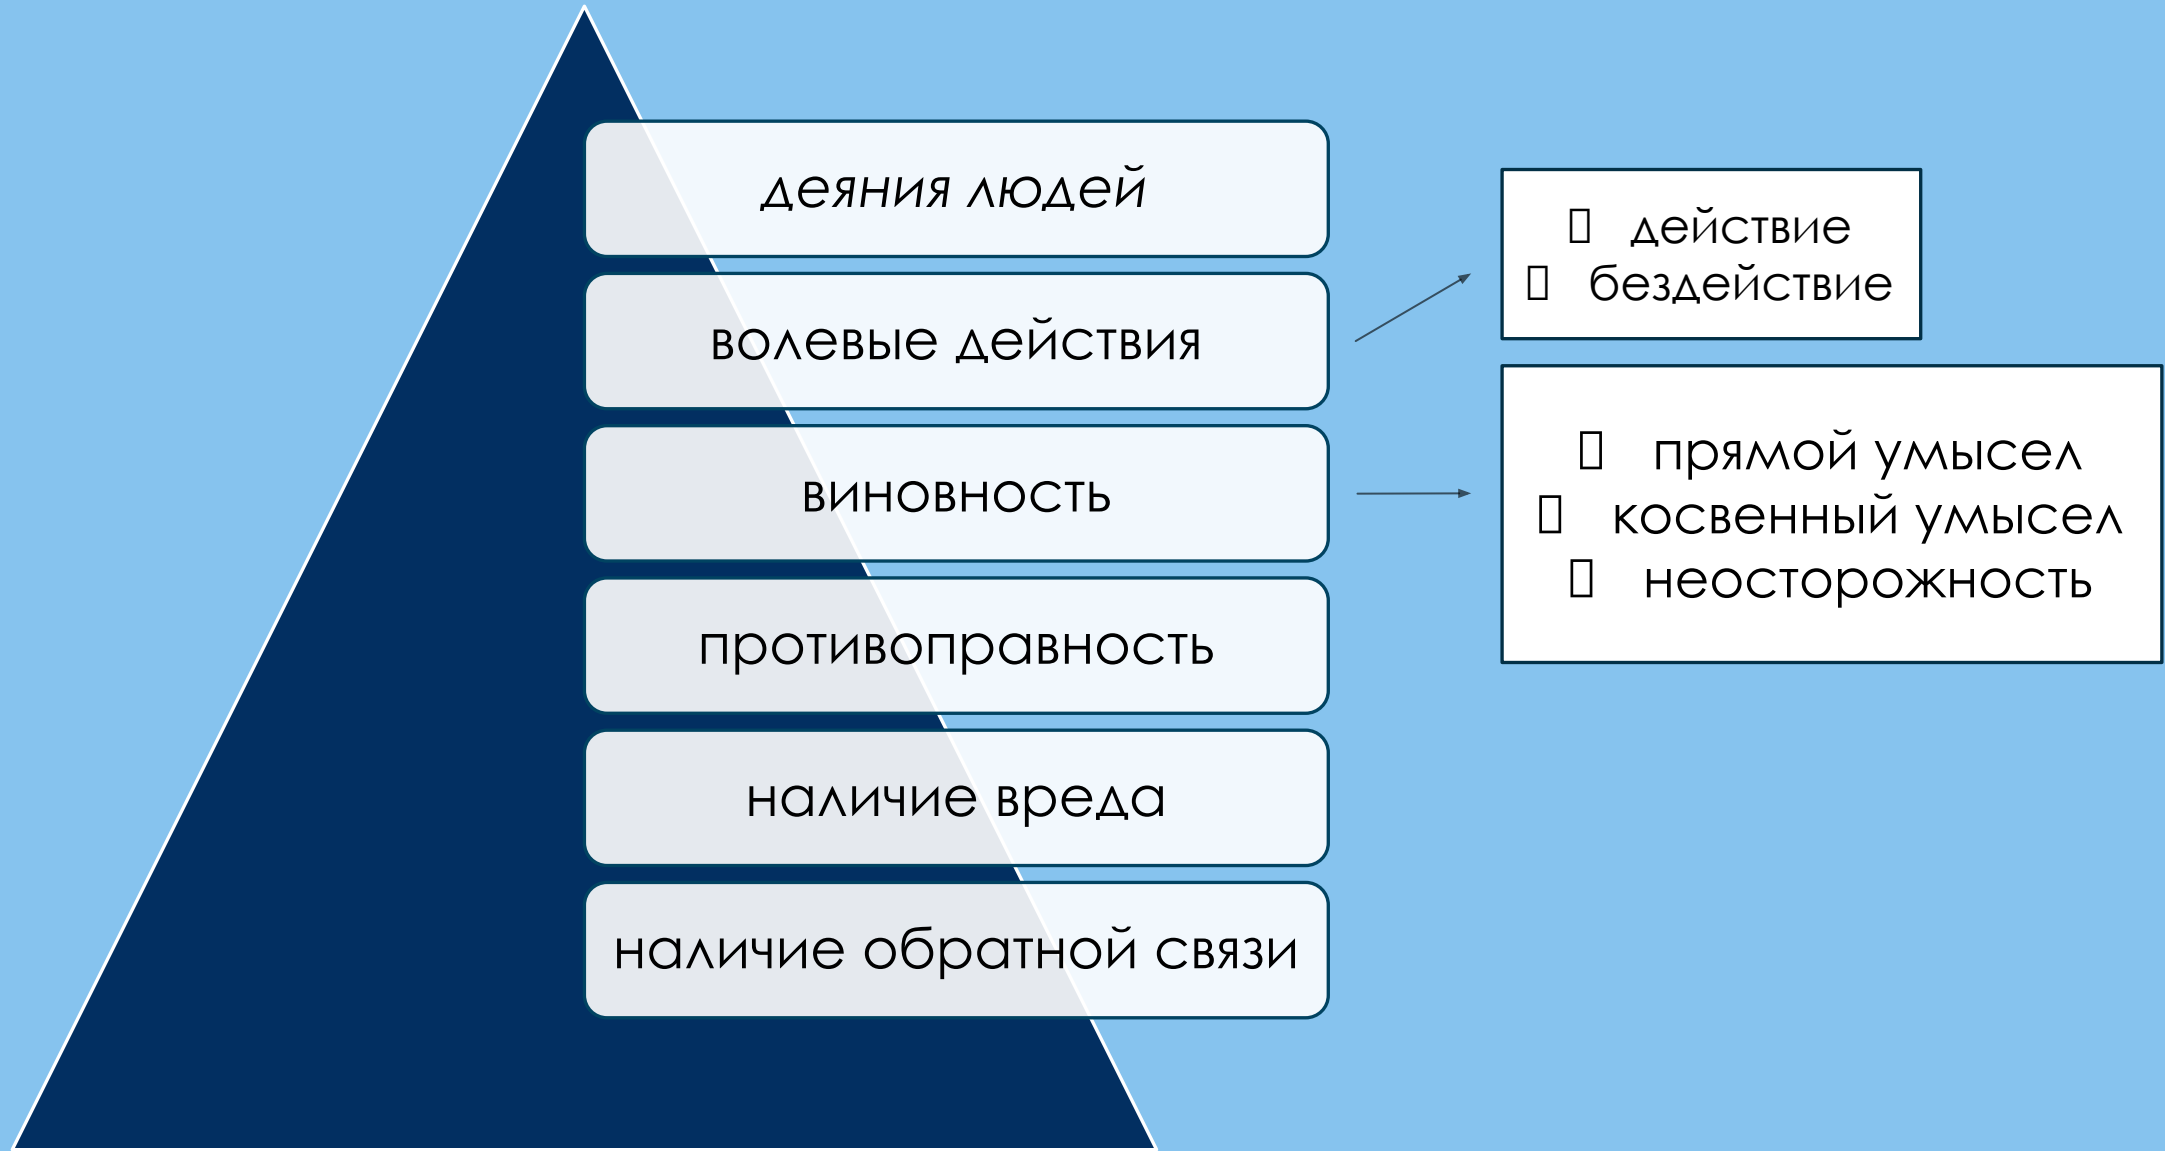 деяния людей
волевые действия
виновность
противоправность
наличие вреда
наличие обратной связи
действие
бездействие
прямой умысел
косвенный умысел
неосторожность